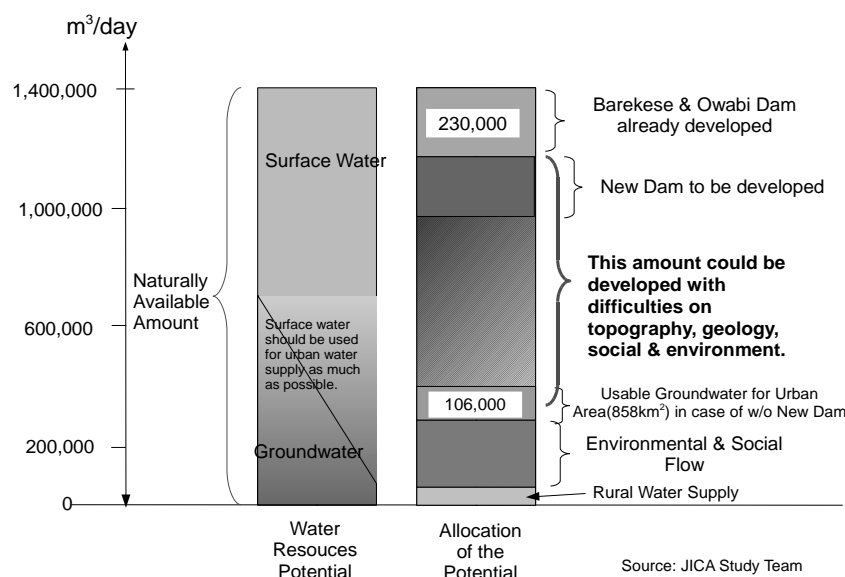 m³/day
1,400,000
1,000,000
600,000
200,000
0
Naturally
Available
Amount
Surface Water
Surface water
should be used
for urban water
supply as much
as possible.
Groundwater
Water
Resouces
Potential
230,000
106,000
Allocation
of the
Potential
Barekese & Owabi Dam
already developed
New Dam to be developed
This amount could be
developed with
difficulties on
topography, geology,
social & environment.
Usable Groundwater for Urban
Area(858km²) in case of w/o New Dam
Environmental & Social
Flow
Rural Water Supply
Source: JICA Study Team